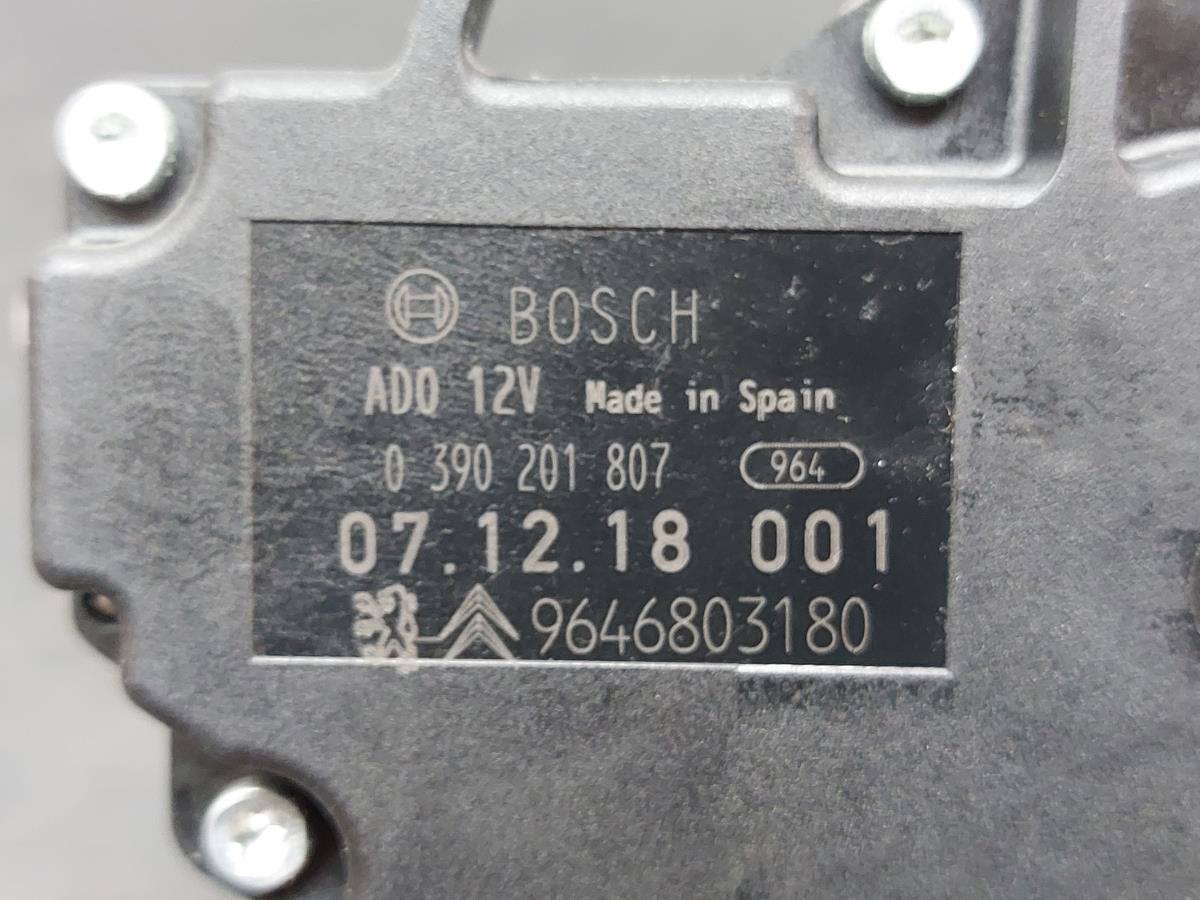 BOSCH
ADO 12V Made in Spain
0 390 201 807 964
07.12.18 001
9646803180